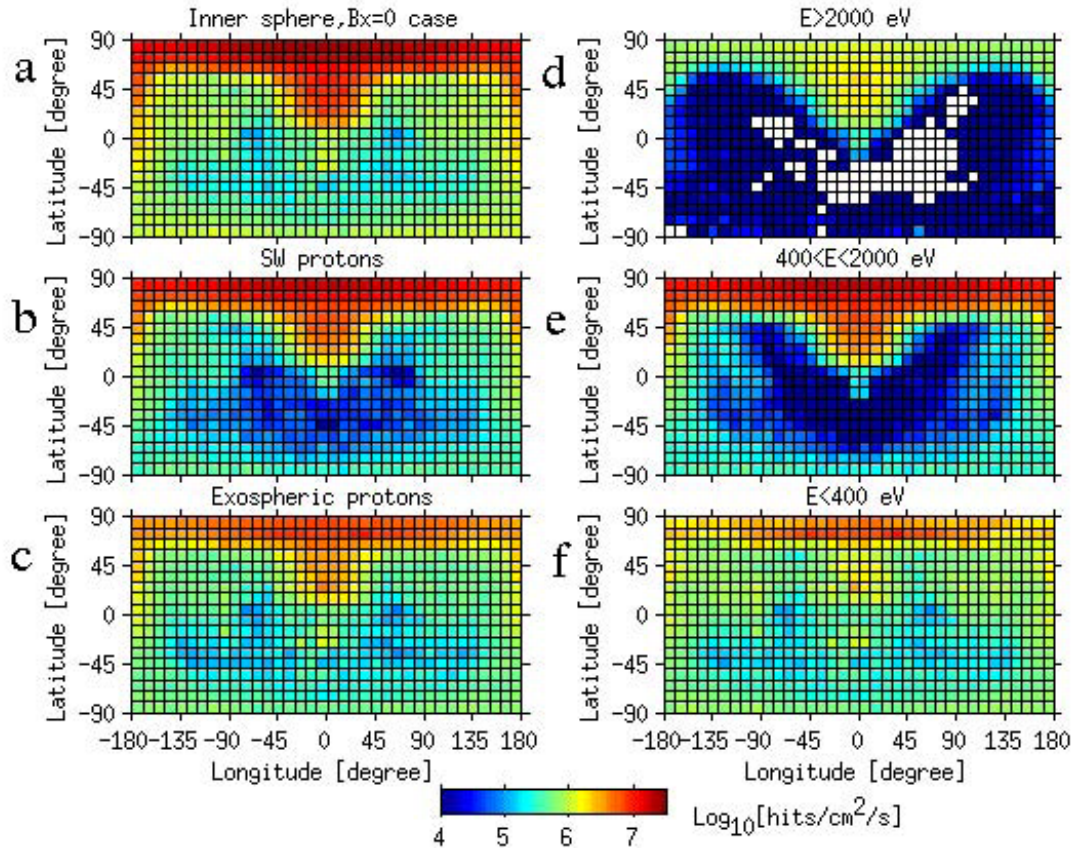 Inner sphere,Bx=0 case
E>2000 eV
a
d
Latitude [degree]
90
45
0
-45
-90
Latitude [degree]
90
45
0
-45
-90
SW protons
400<E<2000 eV
b
e
Latitude [degree]
90
45
0
-45
-90
Latitude [degree]
90
45
0
-45
-90
Exospheric protons
E<400 eV
c
f
Latitude [degree]
90
45
0
-45
-90
Latitude [degree]
90
45
0
-45
-90
-180 -135 -90 -45 0 45 90 135 180
-180 -135 -90 -45 0 45 90 135 180
Longitude [degree]
Longitude [degree]
4 5 6 7
Log10[hits/cm²/s]